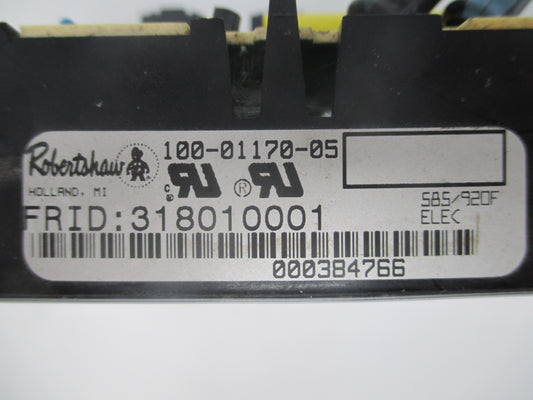 Robertshaw
100-01170-05
HOLLAND, MI
585/920F
ELEC
FRID:318010001
000384766